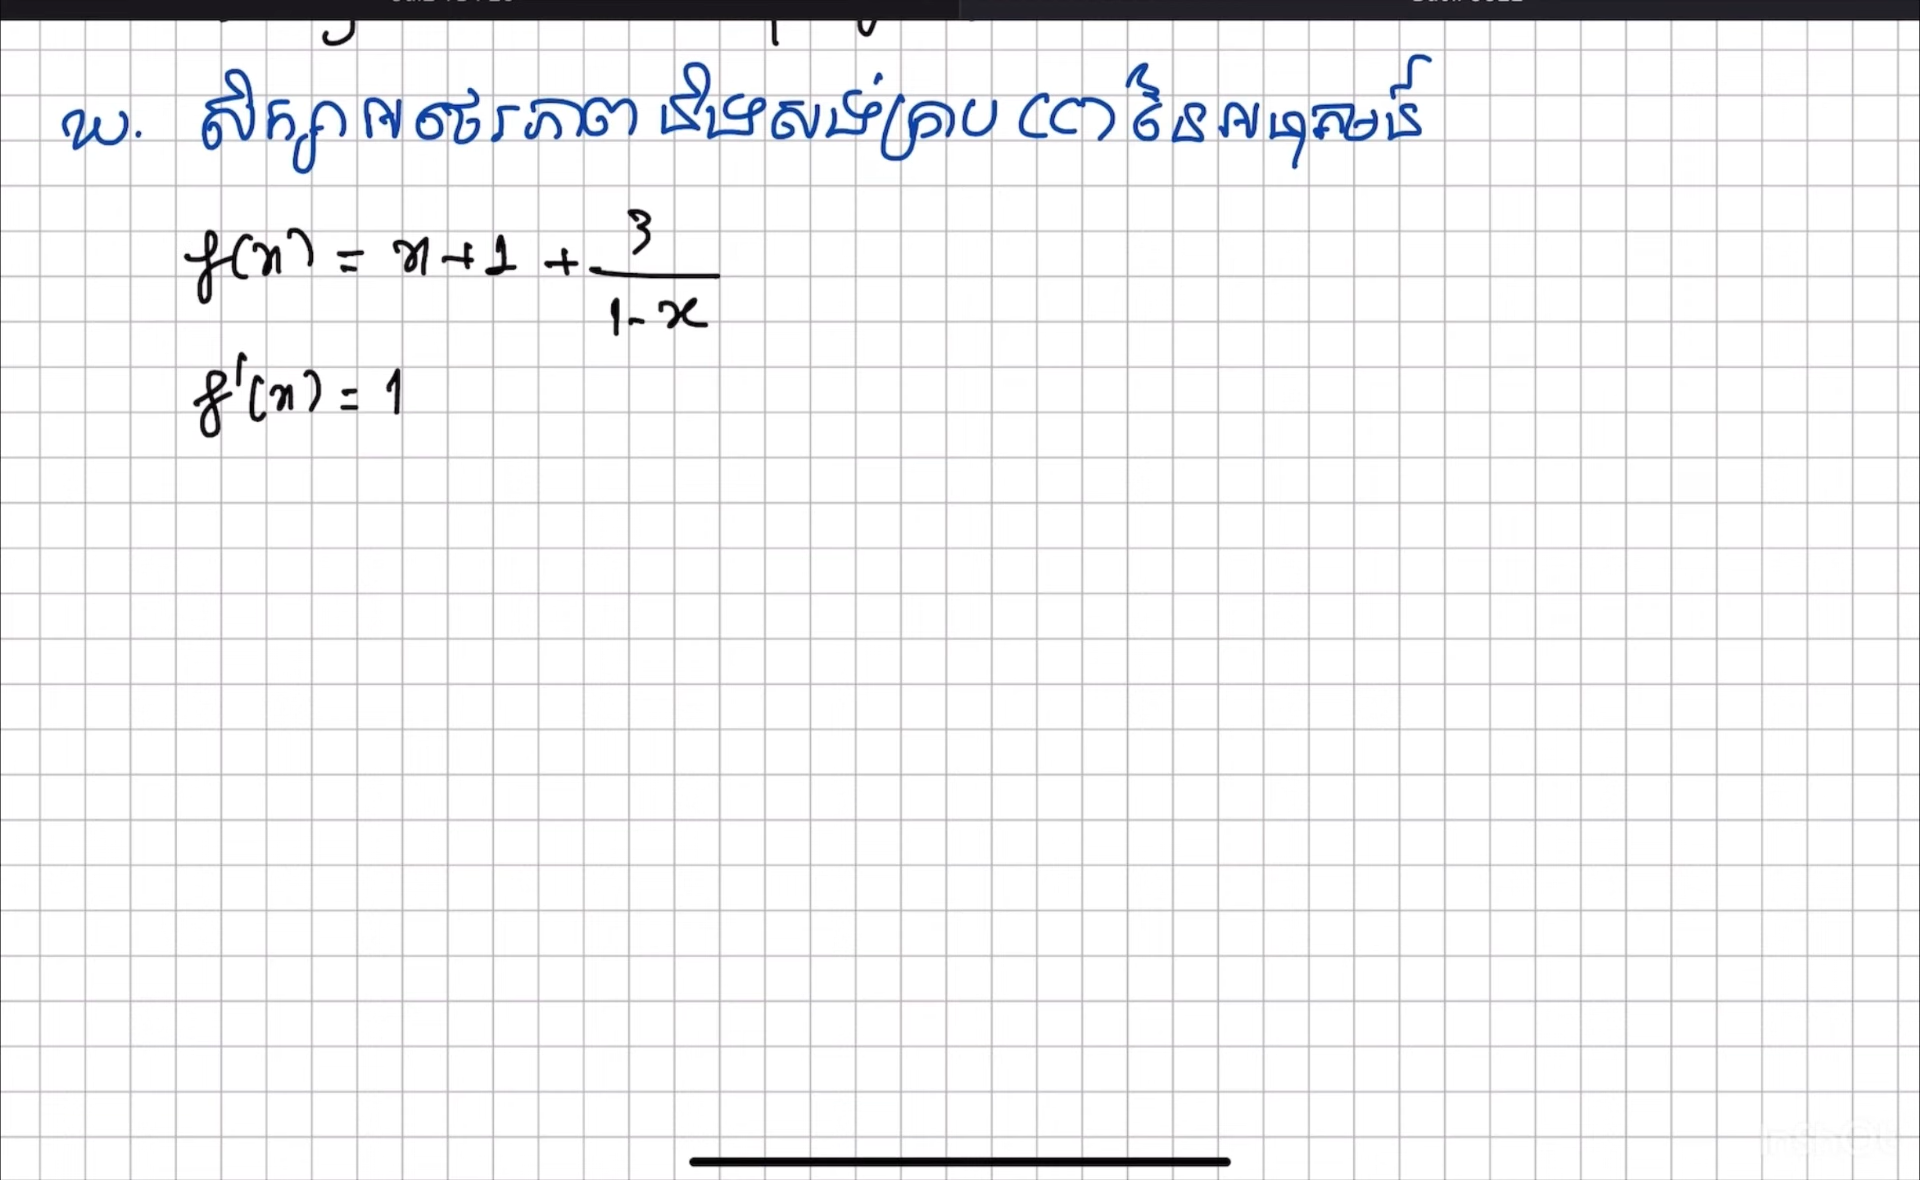 ឃ. សិក្សាអថេរភាព និងសង់ក្រាប (C) នៃអនុគមន៍
f(x) = x + 1 + 3/(1-x)
f'(x) = 1